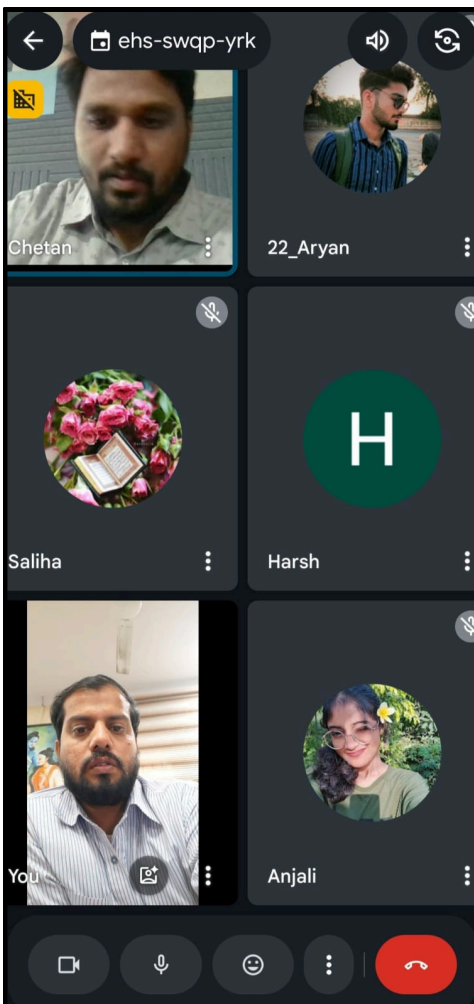 ehs-swqp-yrk
Chetan
22_Aryan
Saliha
H
Harsh
You
Anjali